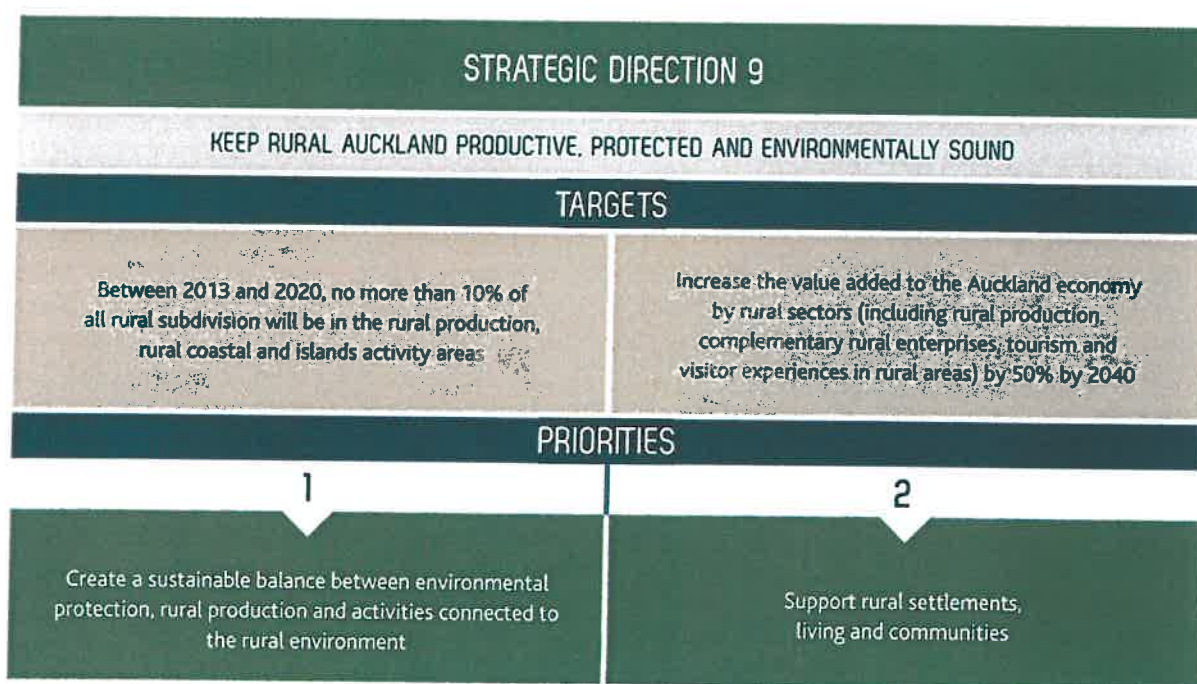 STRATEGIC DIRECTION 9
KEEP RURAL AUCKLAND PRODUCTIVE, PROTECTED AND ENVIRONMENTALLY SOUND
TARGETS
Between 2013 and 2020, no more than 10% of
all rural subdivision will be in the rural production,
rural coastal and islands activity areas
Increase the value added to the Auckland economy
by rural sectors (including rural production,
complementary rural enterprises, tourism and
visitor experiences in rural areas) by 50% by 2040
PRIORITIES
1
Create a sustainable balance between environmental
protection, rural production and activities connected to
the rural environment
2
Support rural settlements,
living and communities